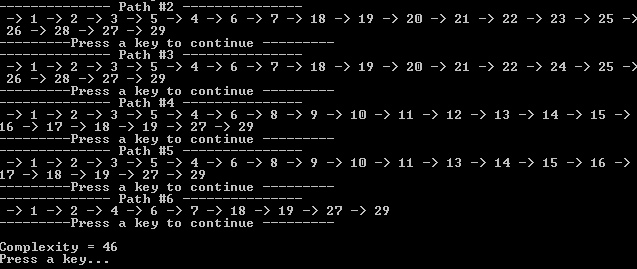 -------------- Path #2 ---------------
-> 1 -> 2 -> 3 -> 5 -> 4 -> 6 -> 7 -> 18 -> 19 -> 20 -> 21 -> 22 -> 23 -> 25 ->
26 -> 28 -> 27 -> 29
---------Press a key to continue ---------
-------------- Path #3 ---------------
-> 1 -> 2 -> 3 -> 5 -> 4 -> 6 -> 7 -> 18 -> 19 -> 20 -> 21 -> 22 -> 24 -> 25 ->
26 -> 28 -> 27 -> 29
---------Press a key to continue ---------
-------------- Path #4 ---------------
-> 1 -> 2 -> 3 -> 5 -> 4 -> 6 -> 8 -> 9 -> 10 -> 11 -> 12 -> 13 -> 14 -> 15 ->
16 -> 17 -> 18 -> 19 -> 27 -> 29
---------Press a key to continue ---------
-------------- Path #5 ---------------
-> 1 -> 2 -> 3 -> 5 -> 4 -> 6 -> 8 -> 9 -> 10 -> 11 -> 13 -> 14 -> 15 -> 16 ->
17 -> 18 -> 19 -> 27 -> 29
---------Press a key to continue ---------
-------------- Path #6 ---------------
-> 1 -> 2 -> 4 -> 6 -> 7 -> 18 -> 19 -> 27 -> 29
---------Press a key to continue ---------
Complexity = 46
Press a key...